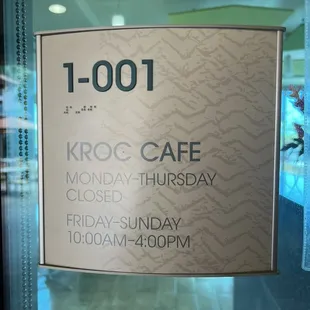 1-001
KROC CAFE
MONDAY-THURSDAY
CLOSED
FRIDAY-SUNDAY
10:00AM-4:00PM